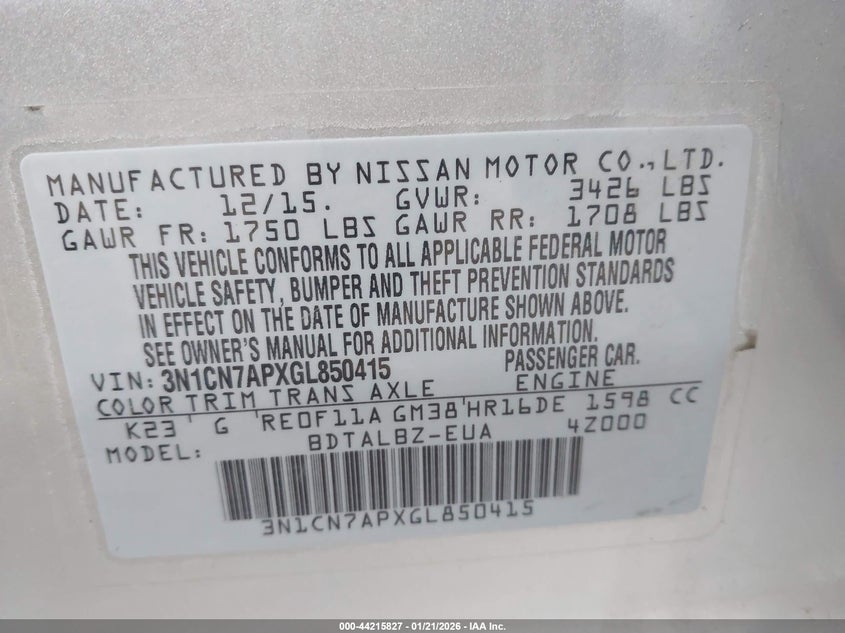 MANUFACTURED BY NISSAN MOTOR CO.,LTD.
DATE: 12/15. GVWR: 3426 LBS
GAWR FR: 1750 LBS GAWR RR: 1708 LBS
THIS VEHICLE CONFORMS TO ALL APPLICABLE FEDERAL MOTOR
VEHICLE SAFETY, BUMPER AND THEFT PREVENTION STANDARDS
IN EFFECT ON THE DATE OF MANUFACTURE SHOWN ABOVE.
SEE OWNER'S MANUAL FOR ADDITIONAL INFORMATION.
VIN: 3N1CN7APXGL850415 PASSENGER CAR.
COLOR TRIM TRANS AXLE ENGINE
K23 G RE0F11A GM38 HR16DE 1598 CC
MODEL: BDTALBZ-EUA 4Z000
3N1CN7APXGL850415
000-44215827 - 01/21/2026 - IAA Inc.